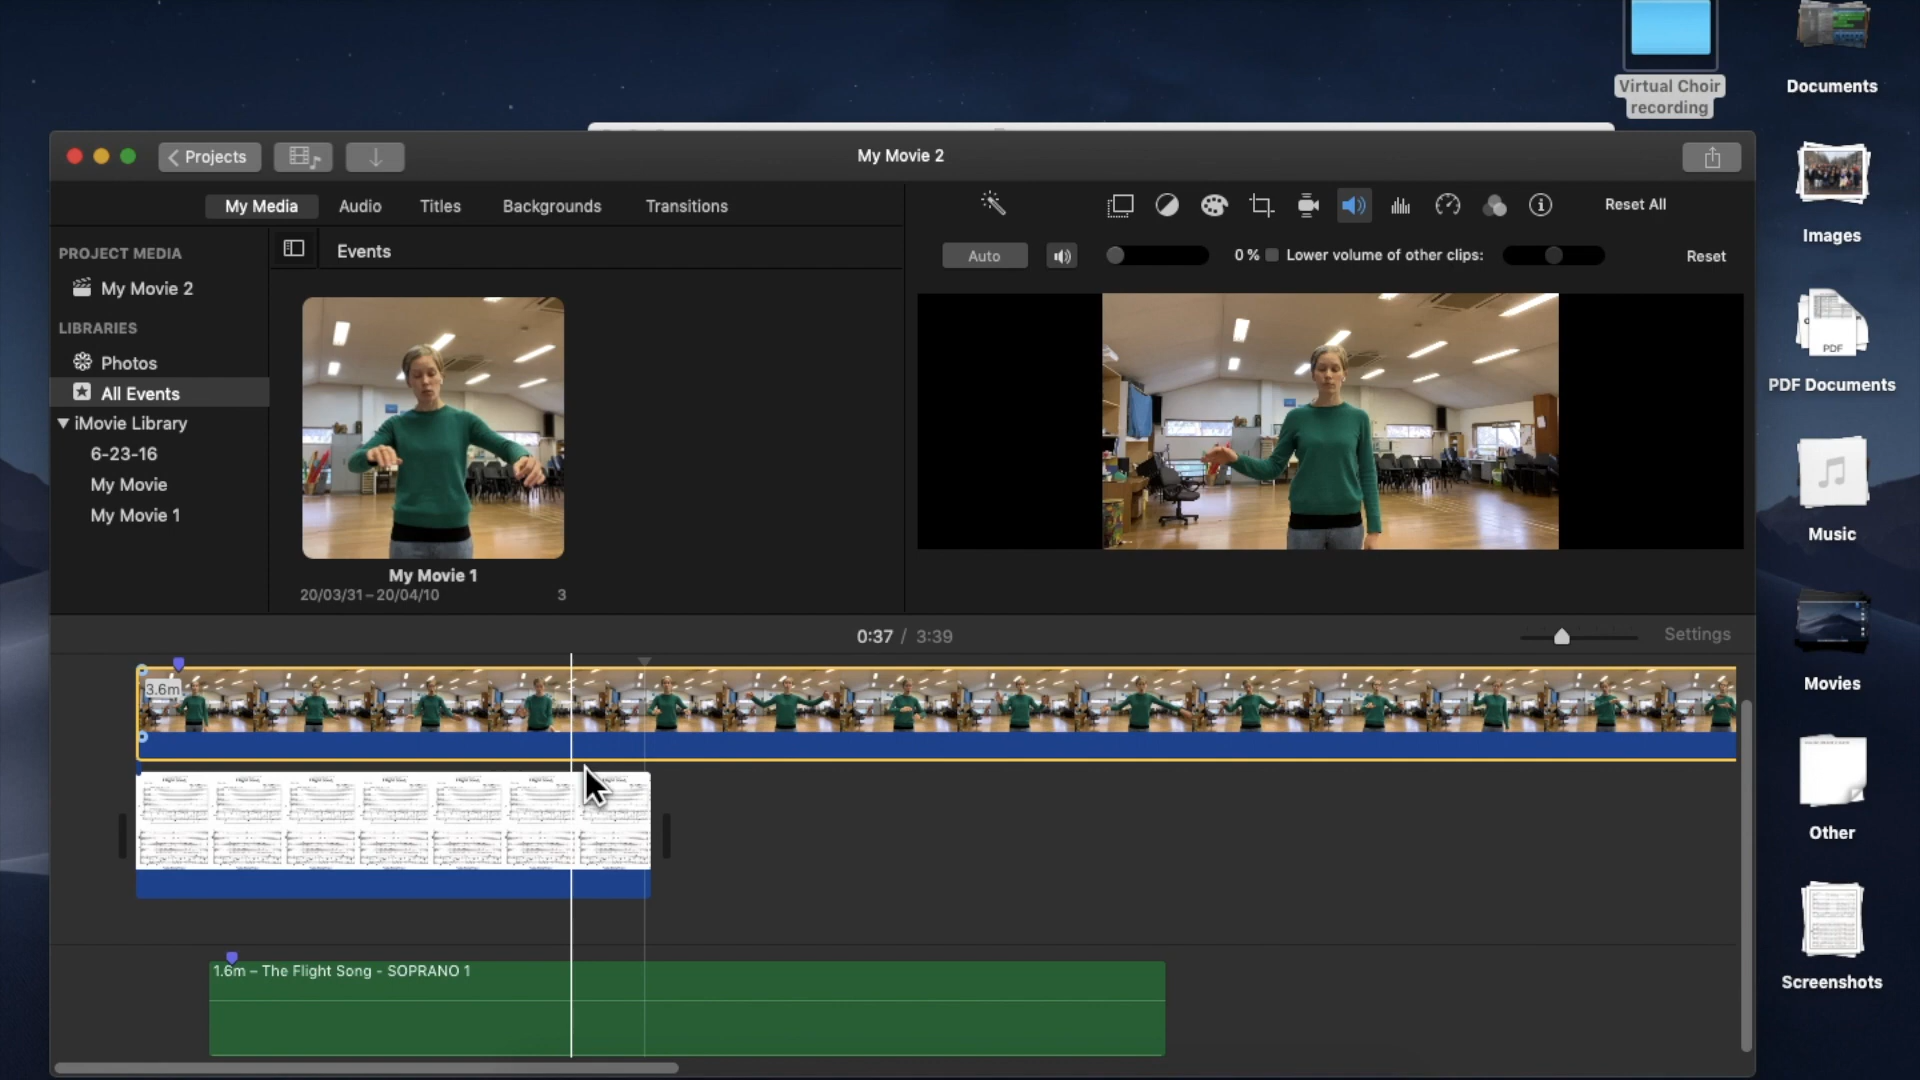 Virtual Choir
recording
Documents
Projects
My Movie 2
My Media
Audio
Titles
Backgrounds
Transitions
Reset All
PROJECT MEDIA
My Movie 2
LIBRARIES
Photos
All Events
iMovie Library
6-23-16
My Movie
My Movie 1
Events
Auto
0 %
Lower volume of other clips:
Reset
My Movie 1
20/03/31 – 20/04/10
3
0:37 / 3:39
Settings
3.6m
1.6m – The Flight Song - SOPRANO 1
Images
PDF
PDF Documents
Music
Movies
Other
Screenshots